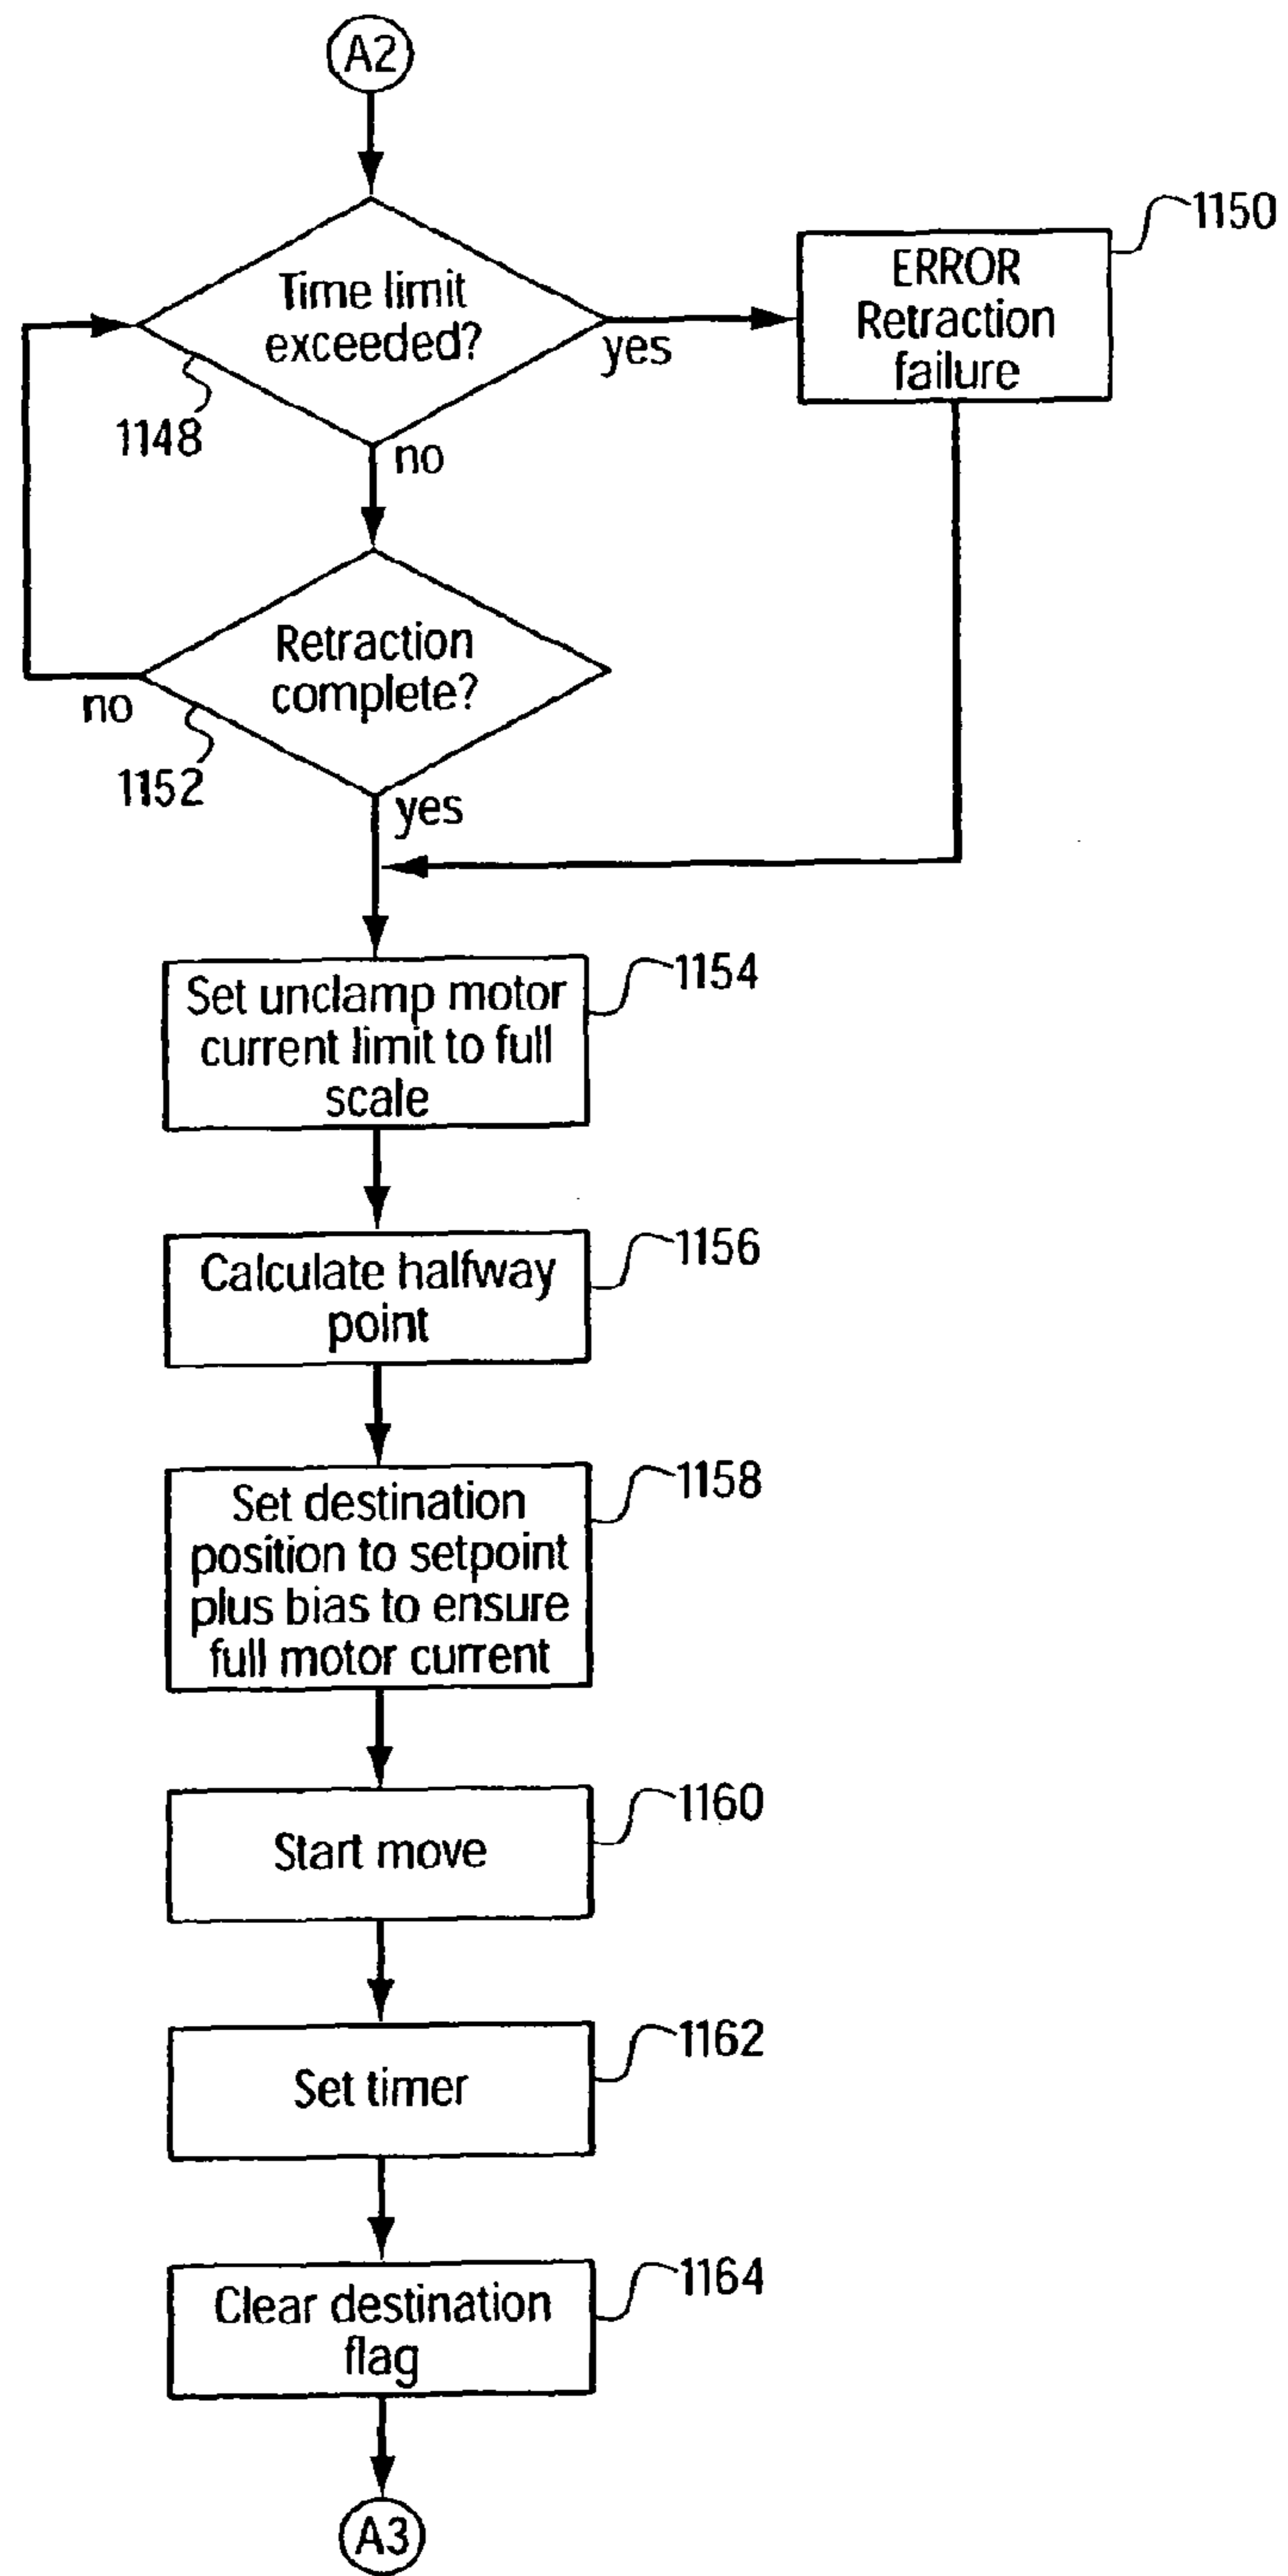 A2
Time limit
exceeded?
1148
yes
no
1150
ERROR
Retraction
failure
Retraction
complete?
no
1152
yes
1154
Set unclamp motor
current limit to full
scale
1156
Calculate halfway
point
1158
Set destination
position to setpoint
plus bias to ensure
full motor current
1160
Start move
1162
Set timer
1164
Clear destination
flag
A3